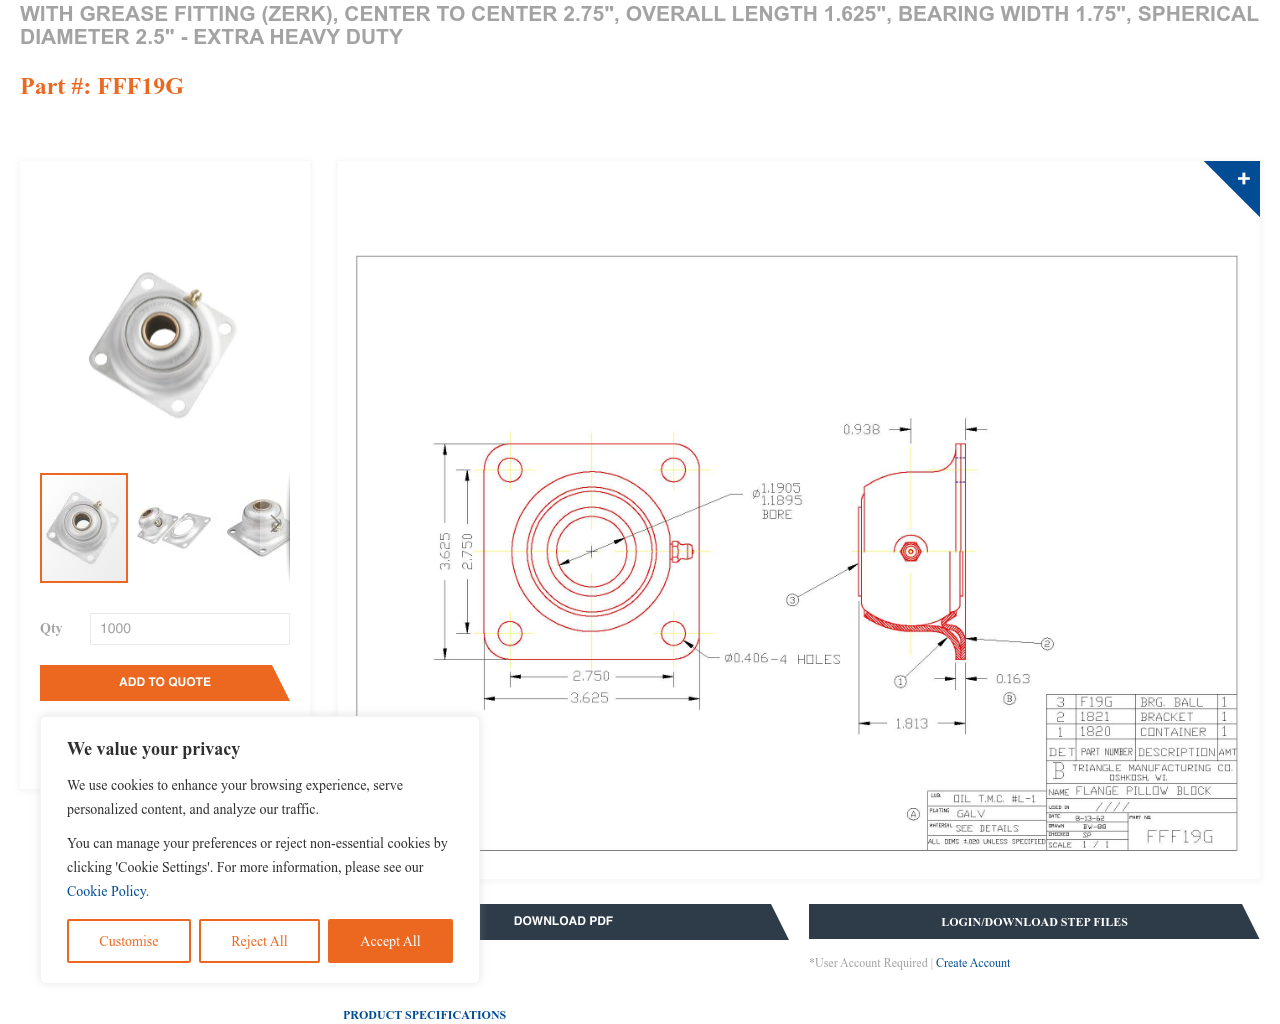 WITH GREASE FITTING (ZERK), CENTER TO CENTER 2.75", OVERALL LENGTH 1.625", BEARING WIDTH 1.75", SPHERICAL
DIAMETER 2.5" - EXTRA HEAVY DUTY
Part #: FFF19G
+
0.938
ø1.1905
1.1895
BORE
3.625
2.750
3
ø0.406-4 HOLES
2
1
0.163
B
2.750
3.625
1.813
Qty
1000
ADD TO QUOTE
3 F19G BRG. BALL 1
2 1821 BRACKET 1
1 1820 CONTAINER 1
DET PART NUMBER DESCRIPTION AMT
B TRIANGLE MANUFACTURING CO.
OSHKOSH, WI.
NAME FLANGE PILLOW BLOCK
USED IN ////
DATE 8-13-62
DRAWN BW-88
CHECKED SP
SCALE 1 / 1
PART NO.
FFF19G
A
LUB. OIL T.M.C. #L-1
PLATING GALV
MATERIAL SEE DETAILS
ALL DIMS ±.020 UNLESS SPECIFIED
We value your privacy
We use cookies to enhance your browsing experience, serve
personalized content, and analyze our traffic.
You can manage your preferences or reject non-essential cookies by
clicking 'Cookie Settings'. For more information, please see our
Cookie Policy.
Customise
Reject All
Accept All
DOWNLOAD PDF
LOGIN/DOWNLOAD STEP FILES
*User Account Required | Create Account
PRODUCT SPECIFICATIONS